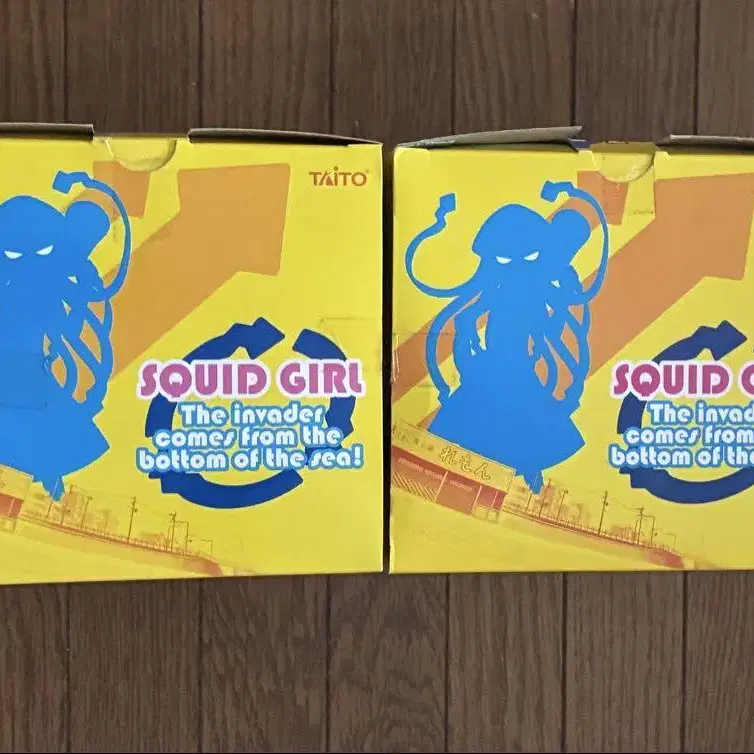 TAITO
SQUID GIRL
The invader
comes from the
bottom of the sea!
れもん
SQUID G
The invad
comes from
bottom of the